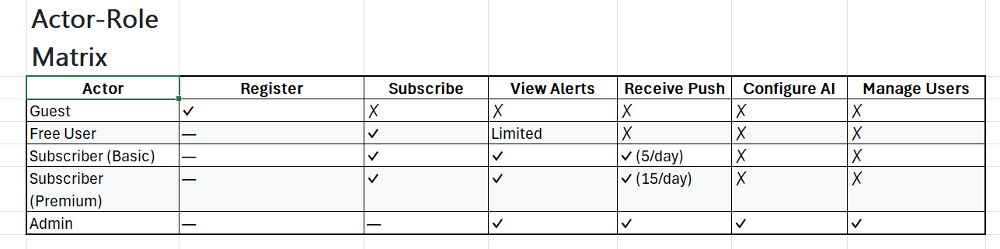 Actor-Role
Matrix
Actor Register Subscribe View Alerts Receive Push Configure AI Manage Users
Guest ✓ ✗ ✗ ✗ ✗ ✗
Free User — ✓ Limited ✗ ✗ ✗
Subscriber (Basic) — ✓ ✓ ✓ (5/day) ✗ ✗
Subscriber — ✓ ✓ ✓ (15/day) ✗ ✗
(Premium)
Admin — — ✓ ✓ ✓ ✓